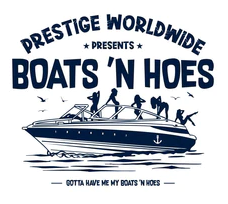 PRESTIGE WORLDWIDE
PRESENTS
BOATS 'N HOES
GOTTA HAVE ME MY BOATS 'N HOES